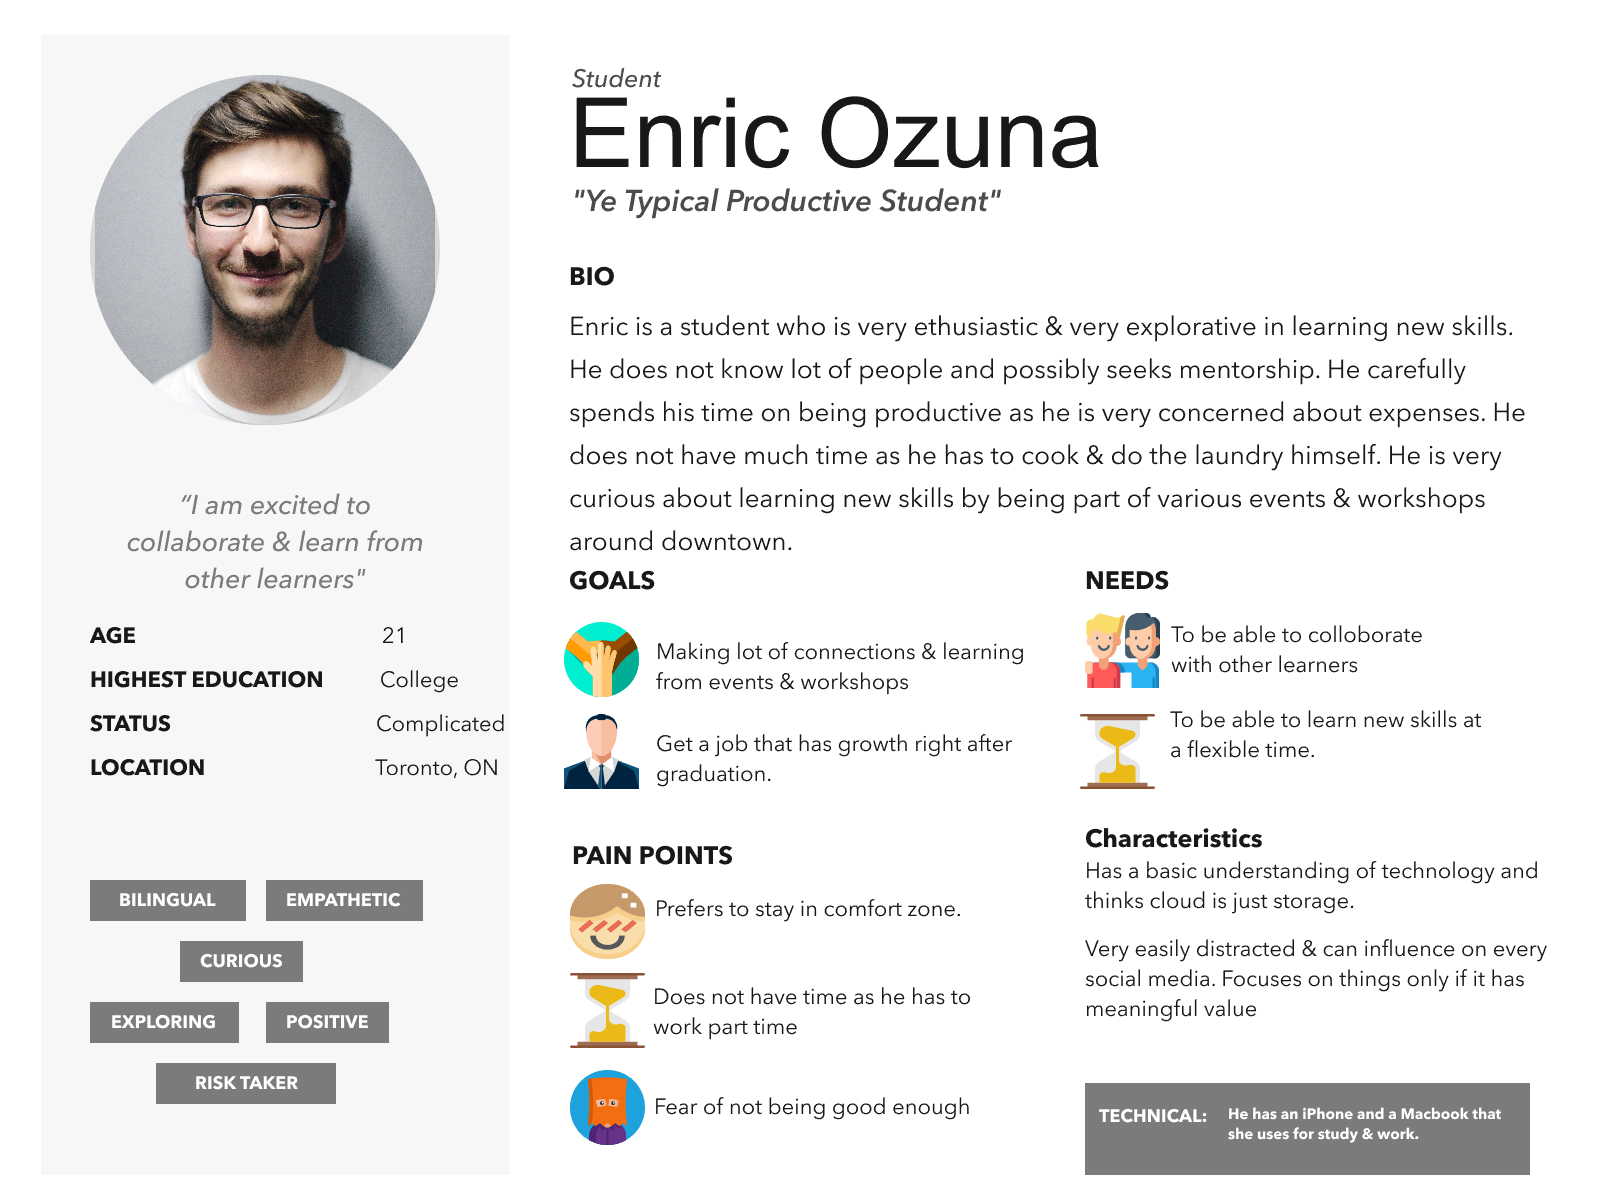 Student
Enric Ozuna
"Ye Typical Productive Student"
“I am excited to
collaborate & learn from
other learners"
AGE 21
HIGHEST EDUCATION College
STATUS Complicated
LOCATION Toronto, ON
BILINGUAL EMPATHETIC
CURIOUS
EXPLORING POSITIVE
RISK TAKER
BIO
Enric is a student who is very ethusiastic & very explorative in learning new skills.
He does not know lot of people and possibly seeks mentorship. He carefully
spends his time on being productive as he is very concerned about expenses. He
does not have much time as he has to cook & do the laundry himself. He is very
curious about learning new skills by being part of various events & workshops
around downtown.
GOALS
Making lot of connections & learning
from events & workshops
Get a job that has growth right after
graduation.
NEEDS
To be able to colloborate
with other learners
To be able to learn new skills at
a flexible time.
PAIN POINTS
Prefers to stay in comfort zone.
Does not have time as he has to
work part time
Fear of not being good enough
Characteristics
Has a basic understanding of technology and
thinks cloud is just storage.
Very easily distracted & can influence on every
social media. Focuses on things only if it has
meaningful value
TECHNICAL: He has an iPhone and a Macbook that
she uses for study & work.